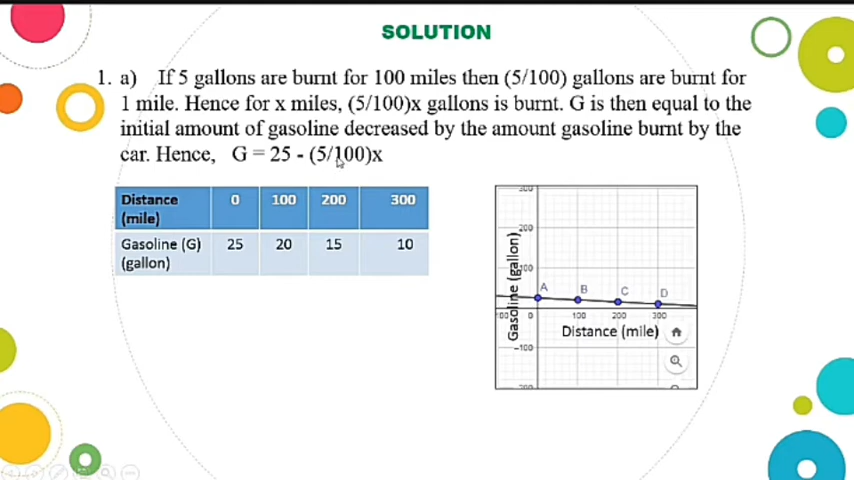 SOLUTION
1. a) If 5 gallons are burnt for 100 miles then (5/100) gallons are burnt for
1 mile. Hence for x miles, (5/100)x gallons is burnt. G is then equal to the
initial amount of gasoline decreased by the amount gasoline burnt by the
car. Hence, G = 25 - (5/100)x
Distance (mile) 0 100 200 300
Gasoline (G) (gallon) 25 20 15 10
Gasoline (gallon)
200
100
A B C D
0 100 200 300
Distance (mile)
-100